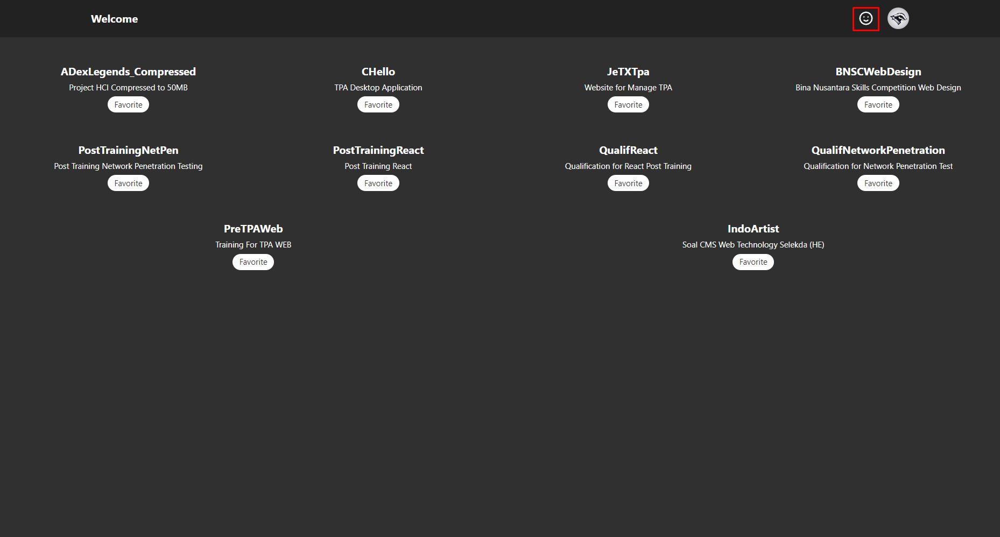 Welcome
ADexLegends_Compressed
Project HCI Compressed to 50MB
Favorite
CHello
TPA Desktop Application
Favorite
JeTXTpa
Website for Manage TPA
Favorite
BNSCWebDesign
Bina Nusantara Skills Competition Web Design
Favorite
PostTrainingNetPen
Post Training Network Penetration Testing
Favorite
PostTrainingReact
Post Training React
Favorite
QualifReact
Qualification for React Post Training
Favorite
QualifNetworkPenetration
Qualification for Network Penetration Test
Favorite
PreTPAWeb
Training For TPA WEB
Favorite
IndoArtist
Soal CMS Web Technology Selekda (HE)
Favorite